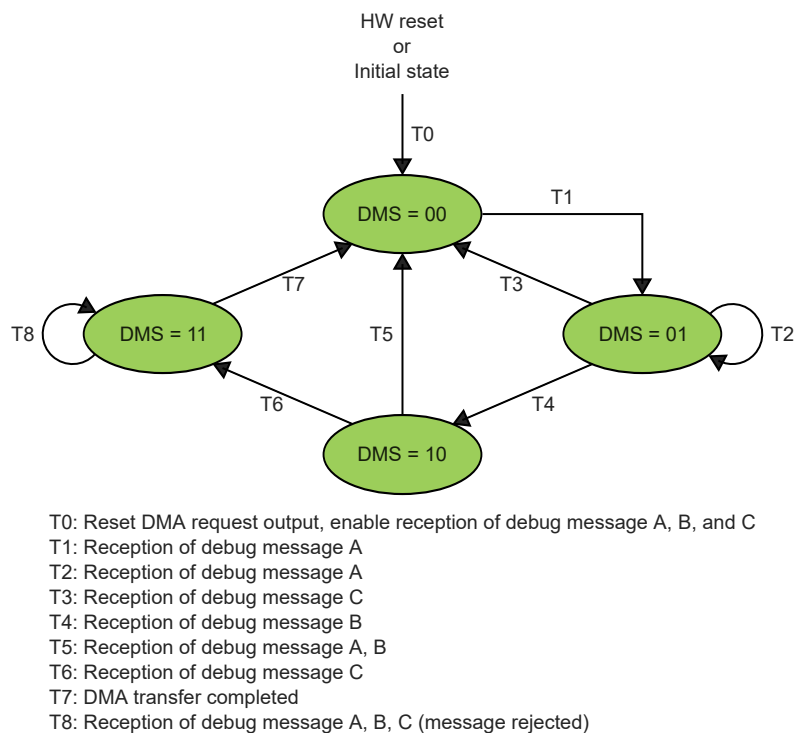 HW reset
or
Initial state
T0
DMS = 00
T1
T7
T3
T8
DMS = 11
T5
DMS = 01
T2
T6
T4
DMS = 10
T0: Reset DMA request output, enable reception of debug message A, B, and C
T1: Reception of debug message A
T2: Reception of debug message A
T3: Reception of debug message C
T4: Reception of debug message B
T5: Reception of debug message A, B
T6: Reception of debug message C
T7: DMA transfer completed
T8: Reception of debug message A, B, C (message rejected)